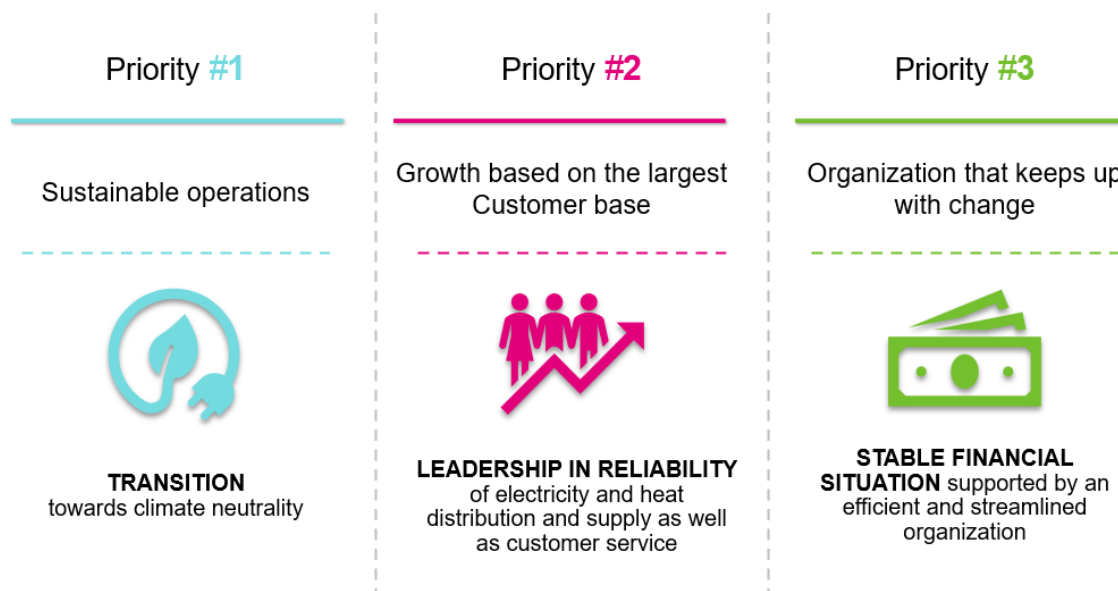 Priority #1
Sustainable operations
TRANSITION
towards climate neutrality
Priority #2
Growth based on the largest
Customer base
LEADERSHIP IN RELIABILITY
of electricity and heat
distribution and supply as well
as customer service
Priority #3
Organization that keeps up
with change
STABLE FINANCIAL
SITUATION supported by an
efficient and streamlined
organization